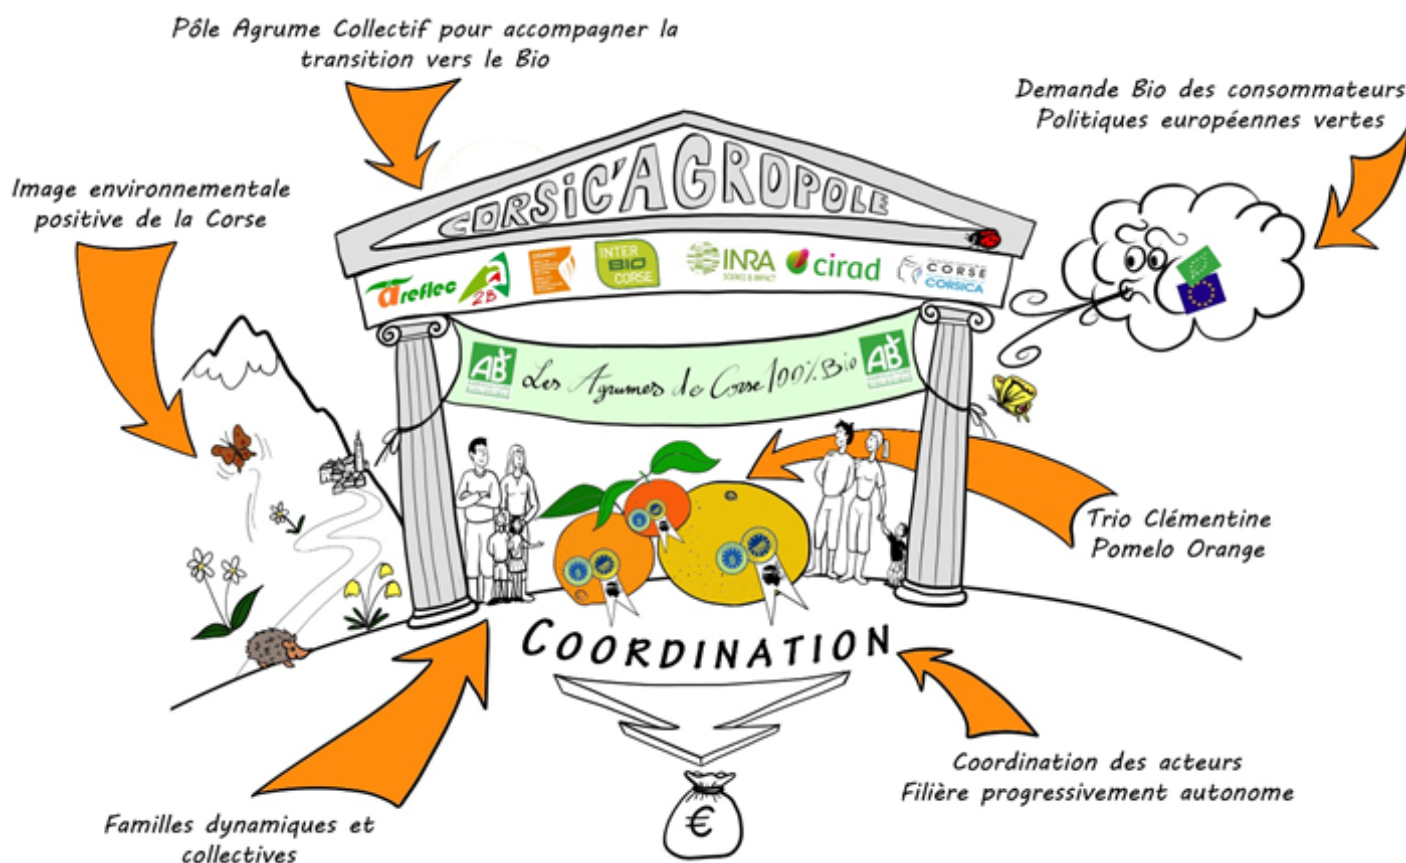 Pôle Agrume Collectif pour accompagner la
transition vers le Bio
Demande Bio des consommateurs
Politiques européennes vertes
Image environnementale
positive de la Corse
CORSIC'AGROPOLE
areflec
2B
INTER
BIO
CORSE
INRA
SCIENCE & IMPACT
cirad
CORSE
CORSICA
AB
Les Agrumes de Corse 100% Bio
AB
Trio Clémentine
Pomelo Orange
COORDINATION
Coordination des acteurs
Filière progressivement autonome
€
Familles dynamiques et
collectives